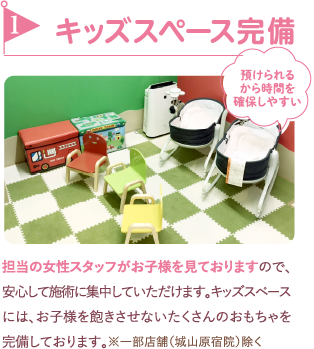 1
キッズスペース完備
預けられる
から時間を
確保しやすい
担当の女性スタッフがお子様を見ておりますので、
安心して施術に集中していただけます。キッズスペース
には、お子様を飽きさせないたくさんのおもちゃを
完備しております。※一部店舗（城山原宿院）除く